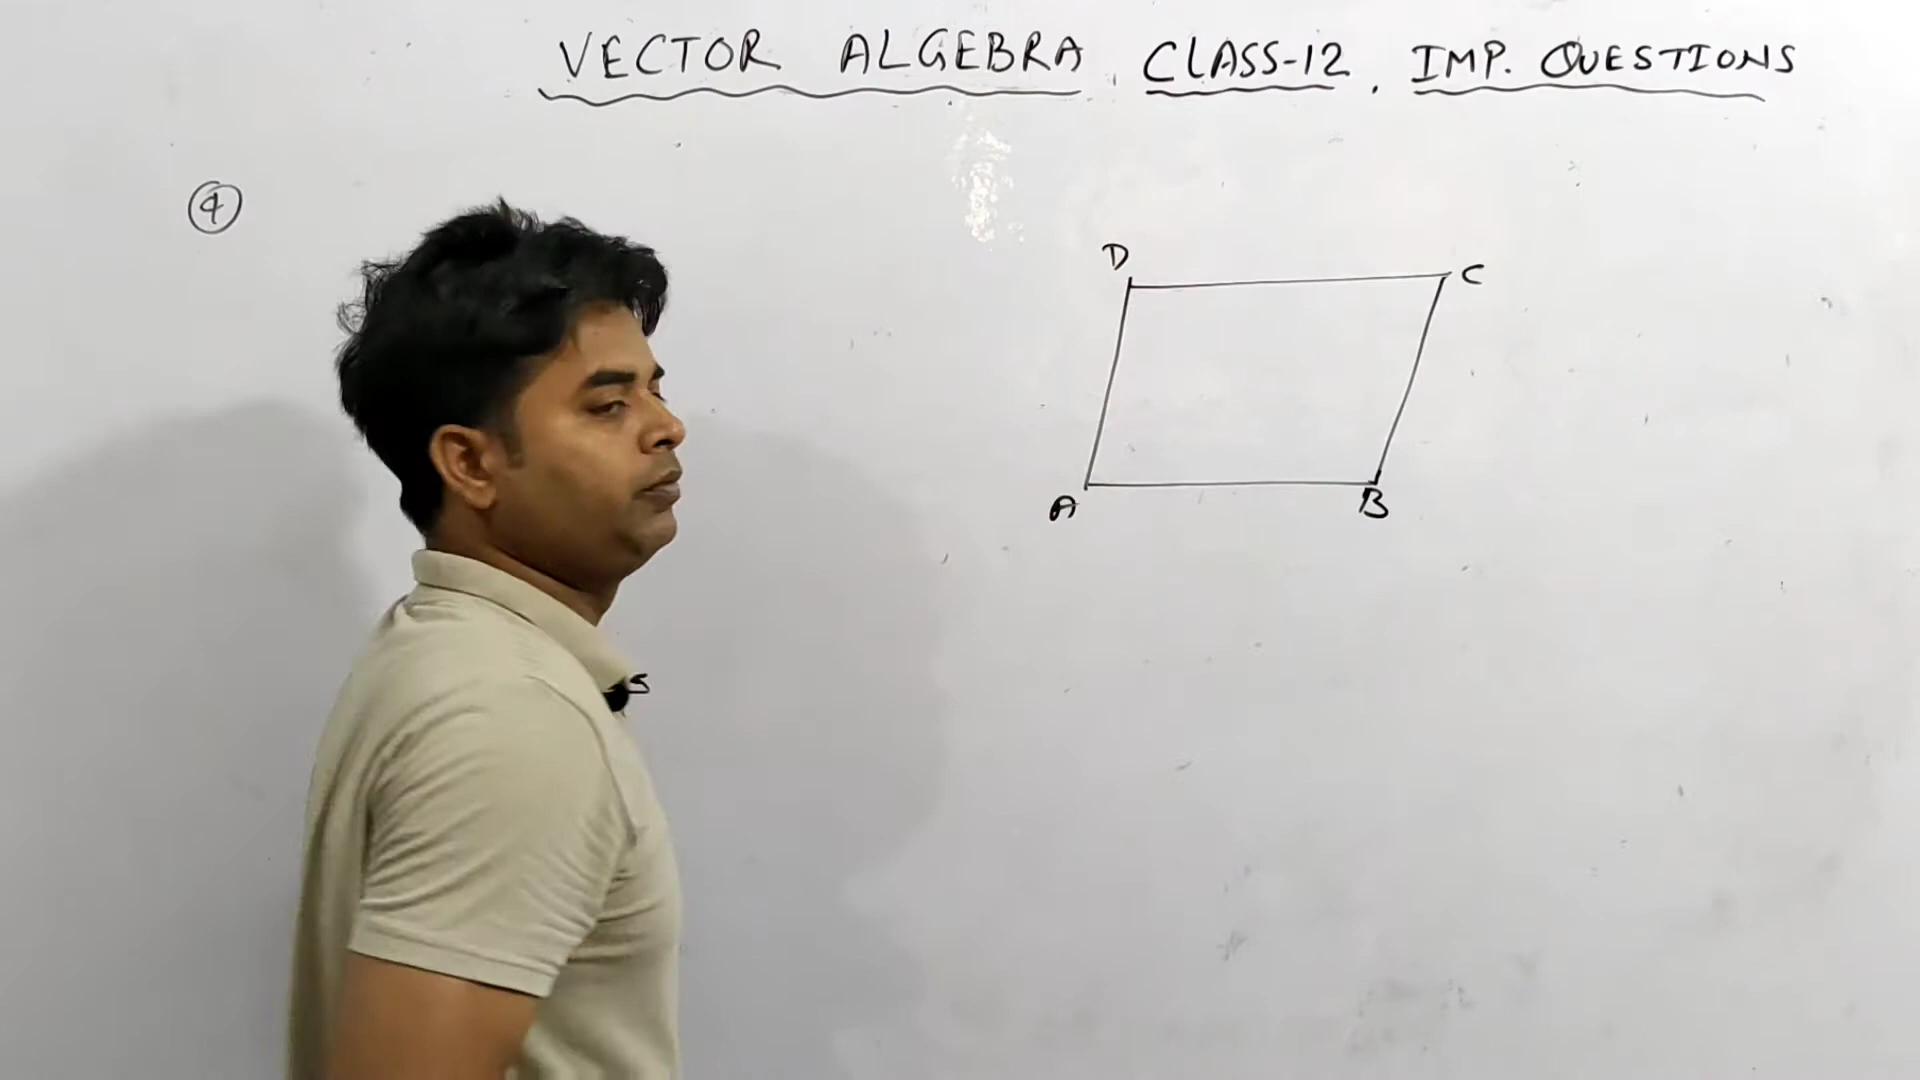 VECTOR ALGEBRA, CLASS-12, IMP. QUESTIONS
④
D
C
A
B